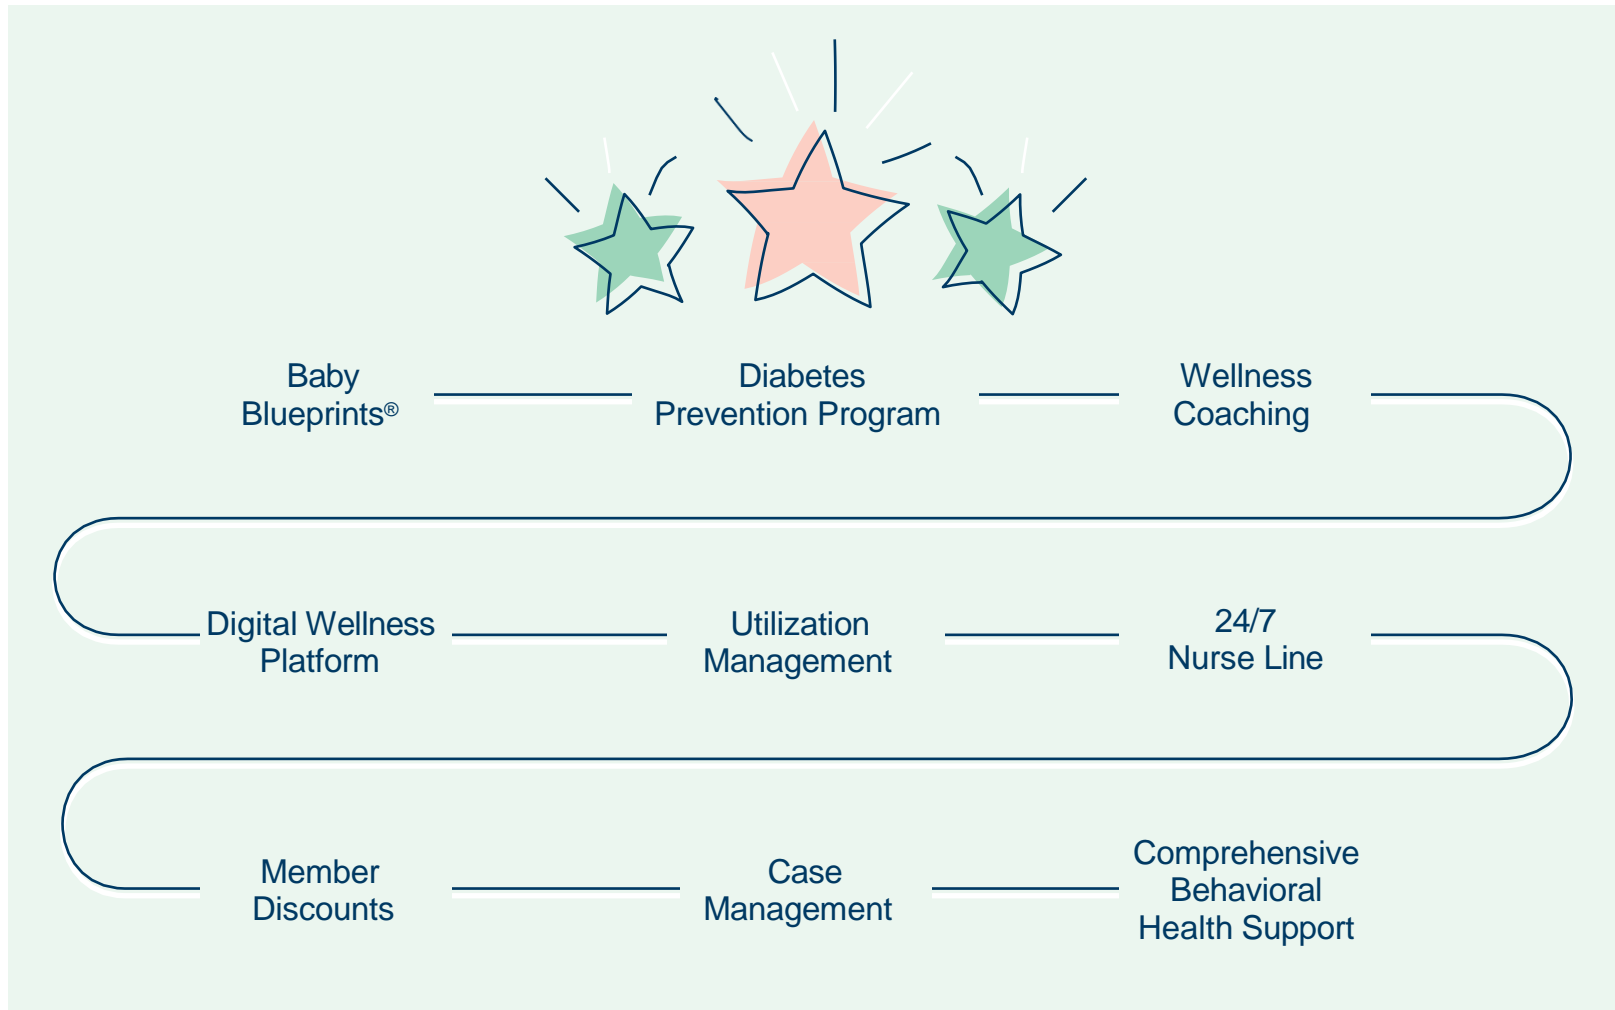 Baby
Blueprints®
Diabetes
Prevention Program
Wellness
Coaching
Digital Wellness
Platform
Utilization
Management
24/7
Nurse Line
Member
Discounts
Case
Management
Comprehensive
Behavioral
Health Support